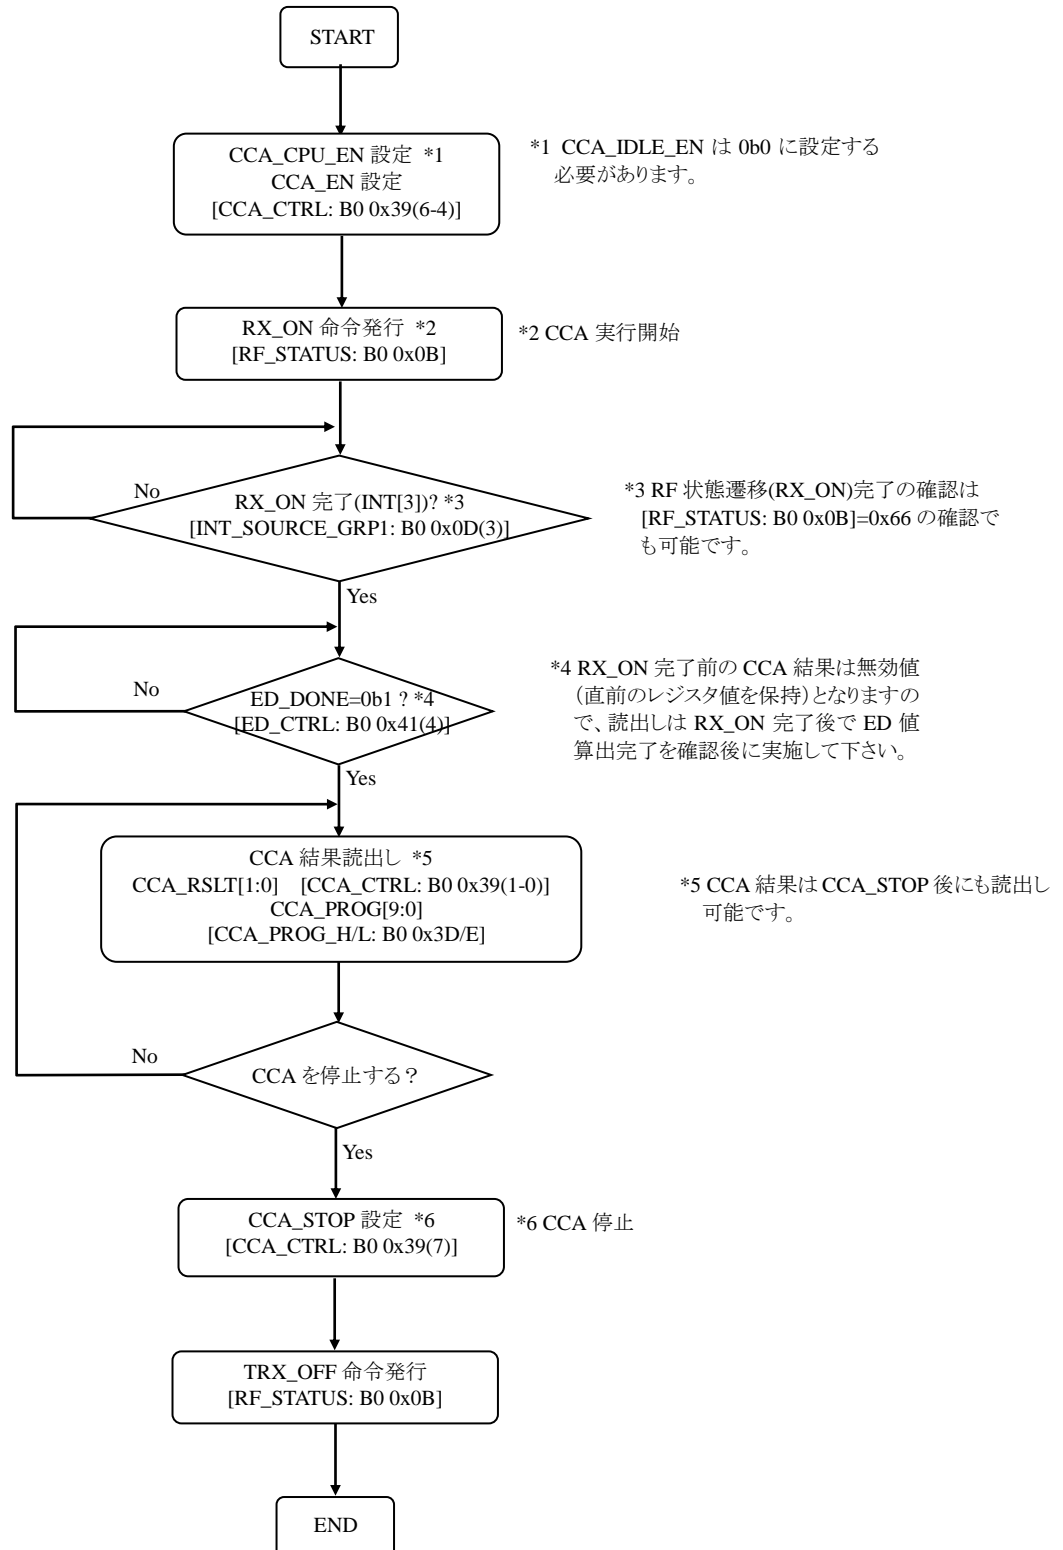 START
CCA_CPU_EN 設定 *1
CCA_EN 設定
[CCA_CTRL: B0 0x39(6-4)]
*1 CCA_IDLE_EN は 0b0 に設定する
必要があります。
RX_ON 命令発行 *2
[RF_STATUS: B0 0x0B]
*2 CCA 実行開始
No
RX_ON 完了(INT[3])? *3
[INT_SOURCE_GRP1: B0 0x0D(3)]
*3 RF 状態遷移(RX_ON)完了の確認は
[RF_STATUS: B0 0x0B]=0x66 の確認で
も可能です。
Yes
No
ED_DONE=0b1 ? *4
[ED_CTRL: B0 0x41(4)]
*4 RX_ON 完了前の CCA 結果は無効値
（直前のレジスタ値を保持）となりますの
で、読出しは RX_ON 完了後で ED 値
算出完了を確認後に実施して下さい。
Yes
CCA 結果読出し *5
CCA_RSLT[1:0] [CCA_CTRL: B0 0x39(1-0)]
CCA_PROG[9:0]
[CCA_PROG_H/L: B0 0x3D/E]
*5 CCA 結果は CCA_STOP 後にも読出し
可能です。
No
CCA を停止する？
Yes
CCA_STOP 設定 *6
[CCA_CTRL: B0 0x39(7)]
*6 CCA 停止
TRX_OFF 命令発行
[RF_STATUS: B0 0x0B]
END